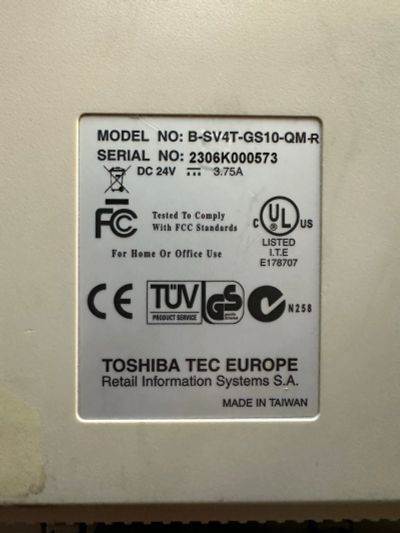 MODEL NO: B-SV4T-GS10-QM-R
SERIAL NO: 2306K000573
DC 24V ⎓ 3.75A
FC Tested To Comply
With FCC Standards
For Home Or Office Use
C UL US
®
LISTED
I.T.E
E178707
CE
TÜV
PRODUCT SERVICE
GS
N258
TOSHIBA TEC EUROPE
Retail Information Systems S.A.
MADE IN TAIWAN